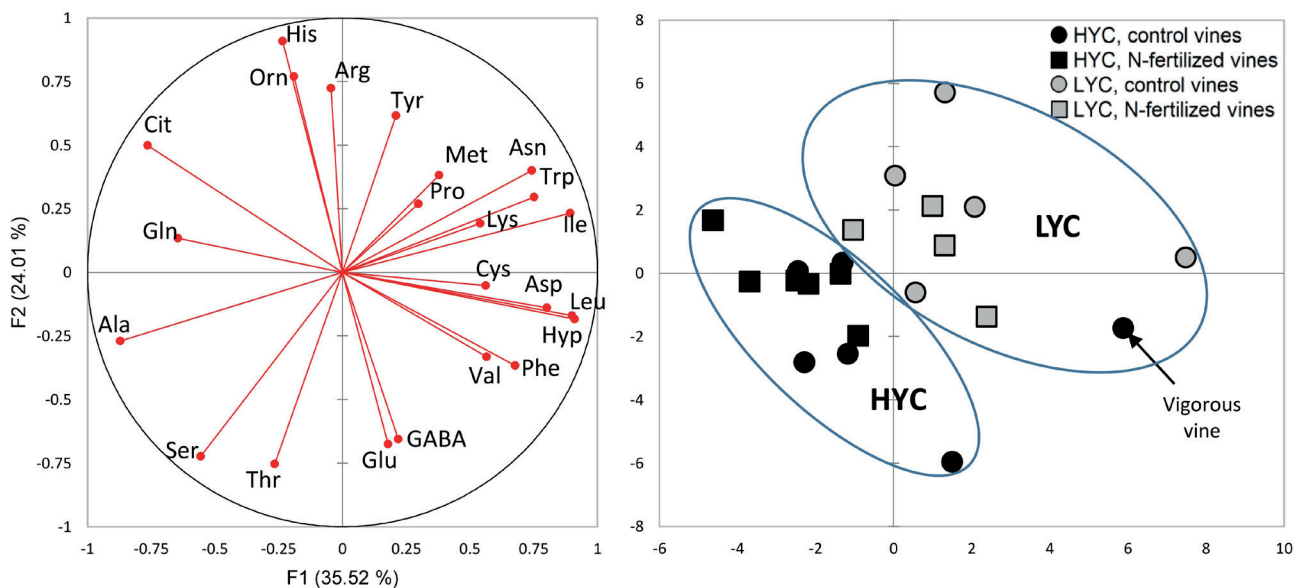 His
Orn
Arg
Tyr
Cit
Met
Asn
Pro
Trp
Lys
Ile
Gln
Cys
Asp
Leu
Ala
Hyp
Val
Phe
Ser
GABA
Glu
Thr
1
0.75
0.5
0.25
0
-0.25
-0.5
-0.75
-1
F2 (24.01 %)
-1
-0.75
-0.5
-0.25
0
0.25
0.5
0.75
1
F1 (35.52 %)
HYC, control vines
HYC, N-fertilized vines
LYC, control vines
LYC, N-fertilized vines
LYC
HYC
Vigorous
vine
8
6
4
2
0
-2
-4
-6
-8
-6
-4
-2
0
2
4
6
8
10